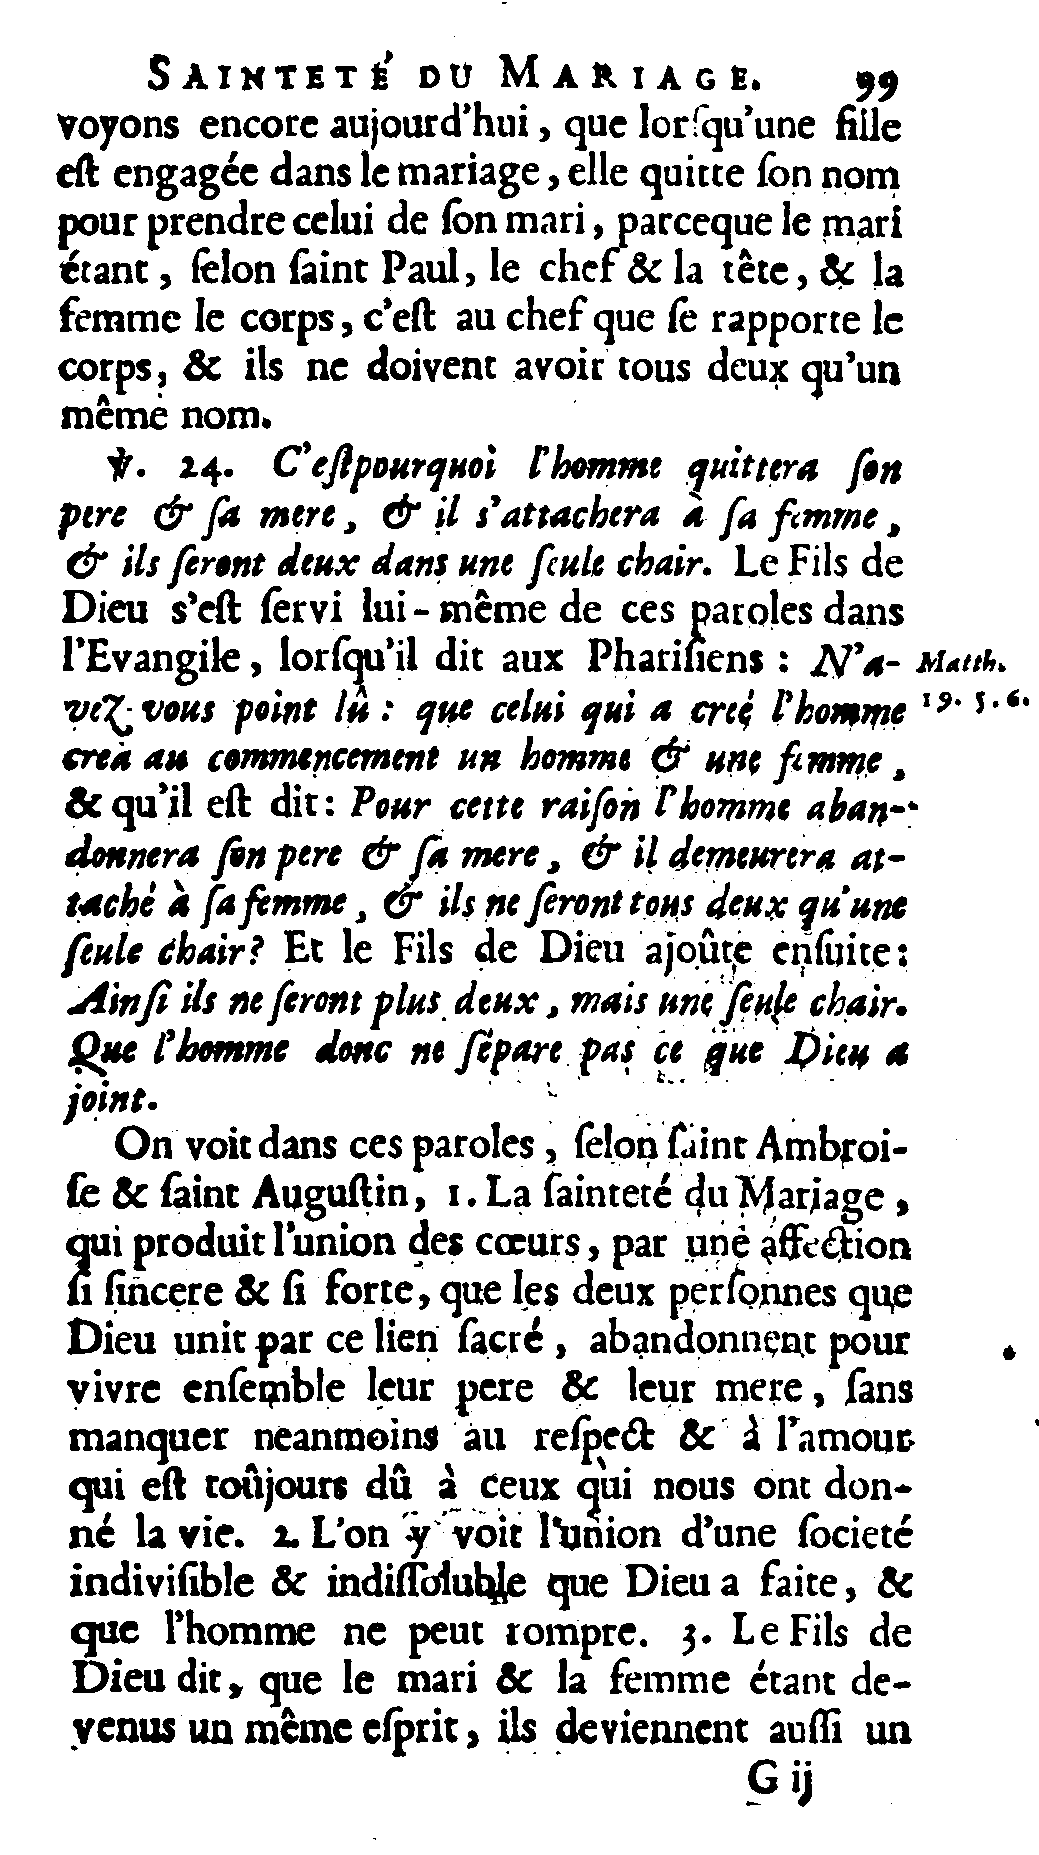 SAINTETÉ DU MARIAGE. 99
voyons encore aujourd'hui, que lorſqu'une fille
eſt engagée dans le mariage, elle quitte ſon nom
pour prendre celui de ſon mari, parceque le mari
étant, ſelon ſaint Paul, le chef & la tête, & la
femme le corps, c'eſt au chef que ſe rapporte le
corps, & ils ne doivent avoir tous deux qu'un
même nom.
℣. 24. C'eſtpourquoi l'homme quittera ſon
pere & ſa mere, & il s'attachera à ſa femme,
& ils ſeront deux dans une ſeule chair. Le Fils de
Dieu s'eſt ſervi lui-même de ces paroles dans
l'Evangile, lorſqu'il dit aux Phariſiens : N'a-
vez-vous point lû : que celui qui a creé l'homme
crea au commencement un homme & une femme,
& qu'il eſt dit: Pour cette raiſon l'homme aban-
donnera ſon pere & ſa mere, & il demeurera at-
taché à ſa femme, & ils ne ſeront tous deux qu'une
ſeule chair? Et le Fils de Dieu ajoûte enſuite:
Ainſi ils ne ſeront plus deux, mais une ſeule chair.
Que l'homme donc ne ſépare pas ce que Dieu a
joint.
Matth.
19. 5. 6.
On voit dans ces paroles, ſelon ſaint Ambroi-
ſe & ſaint Auguſtin, 1. La ſainteté du Mariage,
qui produit l'union des cœurs, par une affection
ſi ſincere & ſi forte, que les deux perſonnes que
Dieu unit par ce lien ſacré, abandonnent pour
vivre enſemble leur pere & leur mere, ſans
manquer neanmoins au reſpect & à l'amour
qui eſt toûjours dû à ceux qui nous ont don-
né la vie. 2. L'on y voit l'union d'une ſocieté
indiviſible & indiſſoluble que Dieu a faite, &
que l'homme ne peut rompre. 3. Le Fils de
Dieu dit, que le mari & la femme étant de-
venus un même eſprit, ils deviennent auſſi un
G ij